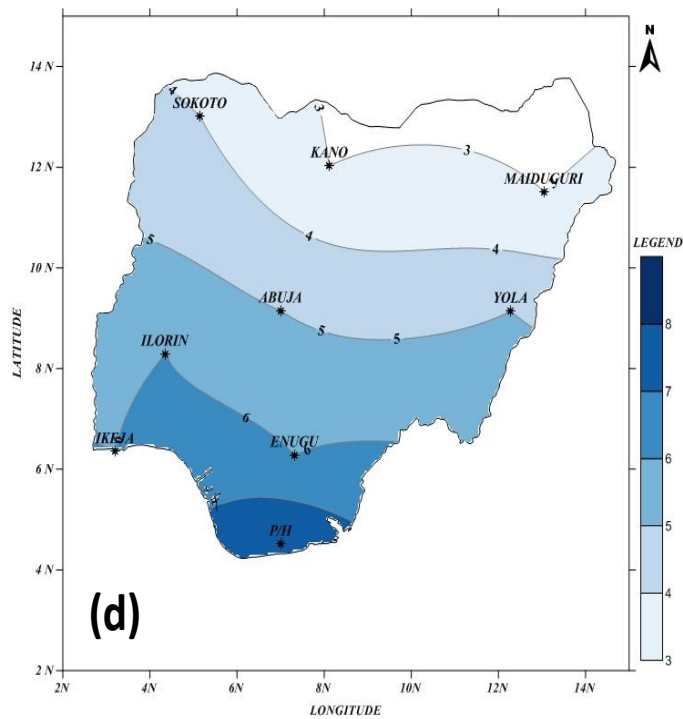 N
14 N
12 N
10 N
8 N
6 N
4 N
2 N
LATITUDE
4
SOKOTO
3
KANO
3
MAIDUGURI
3
4
4
5
ABUJA
YOLA
5
5
ILORIN
6
IKEJA
ENUGU
6
P/H
(d)
2N
4N
6N
8N
10N
12N
14N
LONGITUDE
LEGEND
8
7
6
5
4
3